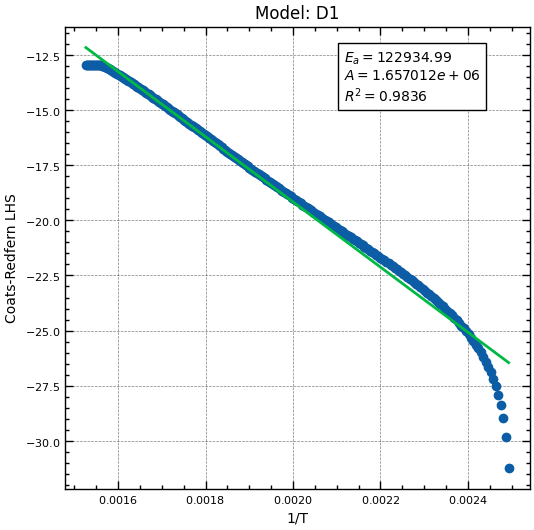 Model: D1
Eₐ = 122934.99
A = 1.657012e + 06
R² = 0.9836
Coats-Redfern LHS
−12.5
−15.0
−17.5
−20.0
−22.5
−25.0
−27.5
−30.0
0.0016 0.0018 0.0020 0.0022 0.0024
1/T